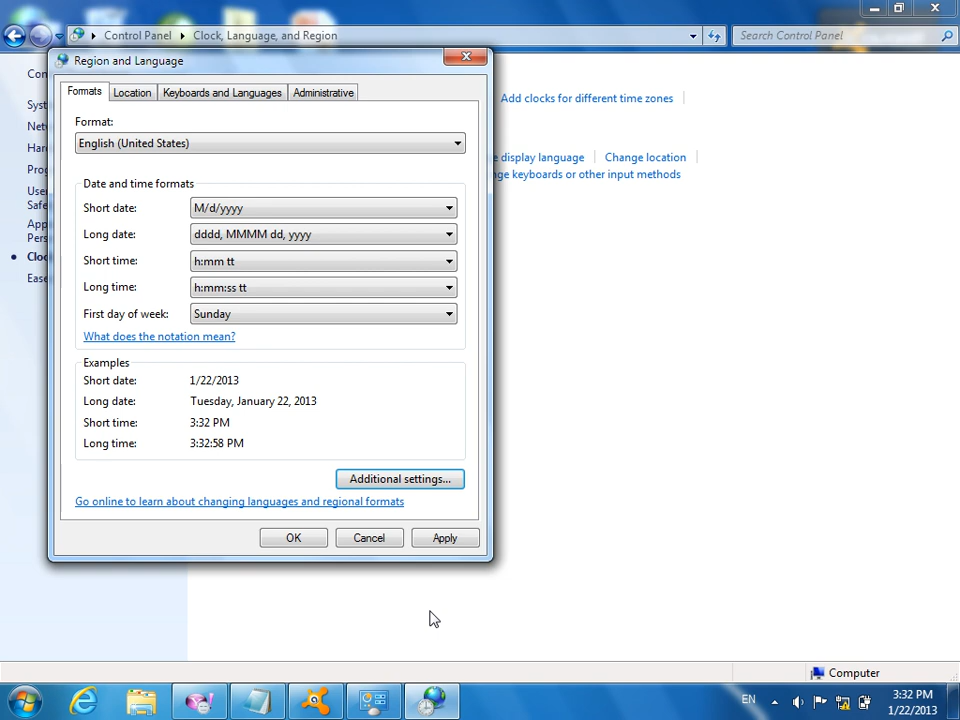 Control Panel
Clock, Language, and Region
Search Control Panel
Region and Language
Formats
Location
Keyboards and Languages
Administrative
Add clocks for different time zones
Format:
English (United States)
display language
Change location
keyboards or other input methods
Date and time formats
Short date:
M/d/yyyy
Long date:
dddd, MMMM dd, yyyy
Short time:
h:mm tt
Long time:
h:mm:ss tt
First day of week:
Sunday
What does the notation mean?
Examples
Short date:
1/22/2013
Long date:
Tuesday, January 22, 2013
Short time:
3:32 PM
Long time:
3:32:58 PM
Additional settings...
Go online to learn about changing languages and regional formats
OK
Cancel
Apply
Computer
EN
3:32 PM
1/22/2013